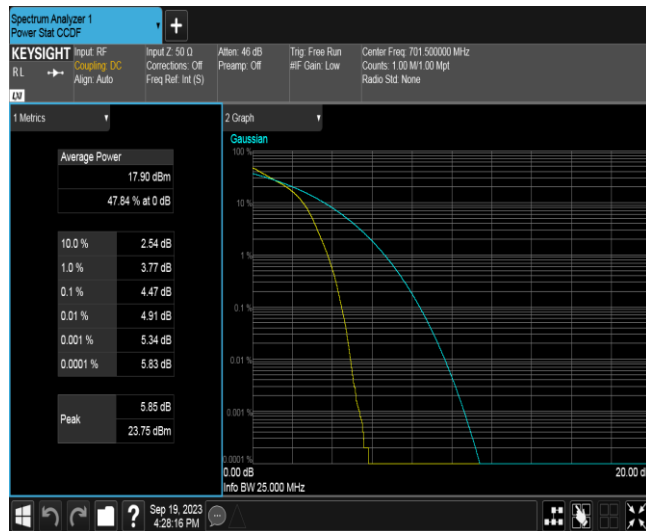 Spectrum Analyzer 1
Power Stat CCDF
+
KEYSIGHT
RL
LXI
Input: RF
Coupling: DC
Align: Auto
Input Z: 50 Ω
Corrections: Off
Freq Ref: Int (S)
Atten: 46 dB
Preamp: Off
Trig: Free Run
#IF Gain: Low
Center Freq: 701.500000 MHz
Counts: 1.00 M/1.00 Mpt
Radio Std: None
1 Metrics
Average Power
17.90 dBm
47.84 % at 0 dB
10.0 % 2.54 dB
1.0 % 3.77 dB
0.1 % 4.47 dB
0.01 % 4.91 dB
0.001 % 5.34 dB
0.0001 % 5.83 dB
Peak
5.85 dB
23.75 dBm
2 Graph
Gaussian
100 %
10 %
1 %
0.1 %
0.01 %
0.001 %
0.0001 %
0.00 dB 20.00 d
Info BW 25.000 MHz
?
Sep 19, 2023
4:28:16 PM